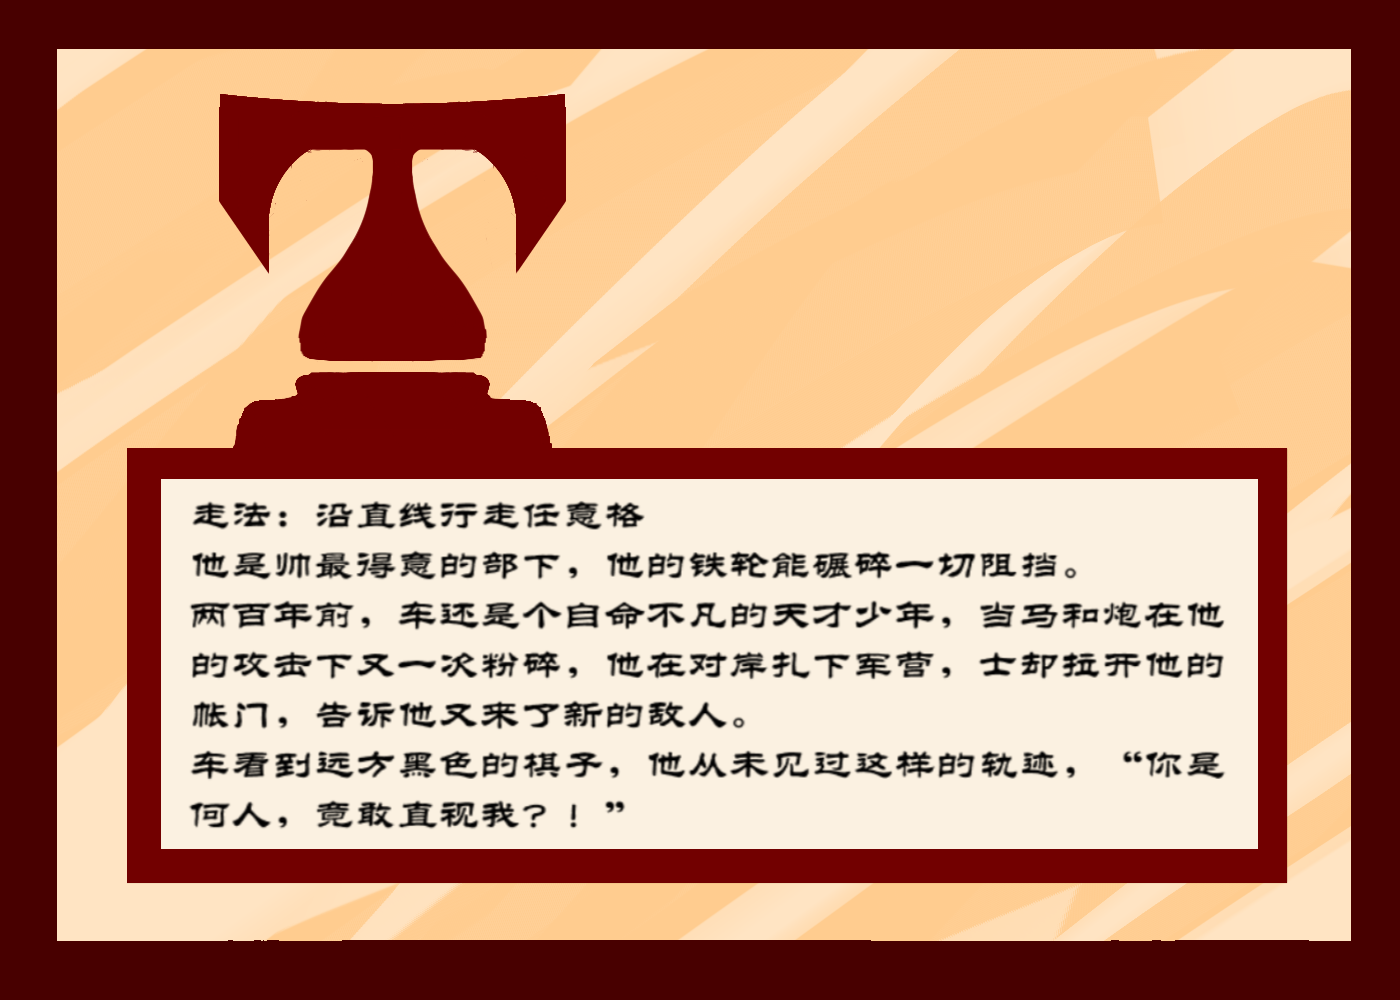 走法：沿直线行走任意格
他是帅最得意的部下，他的铁轮能碾碎一切阻挡。
两百年前，车还是个自命不凡的天才少年，当马和炮在他
的攻击下又一次粉碎，他在对岸扎下军营，士却拉开他的
帐门，告诉他又来了新的敌人。
车看到远方黑色的棋子，他从未见过这样的轨迹，“你是
何人，竟敢直视我？！”